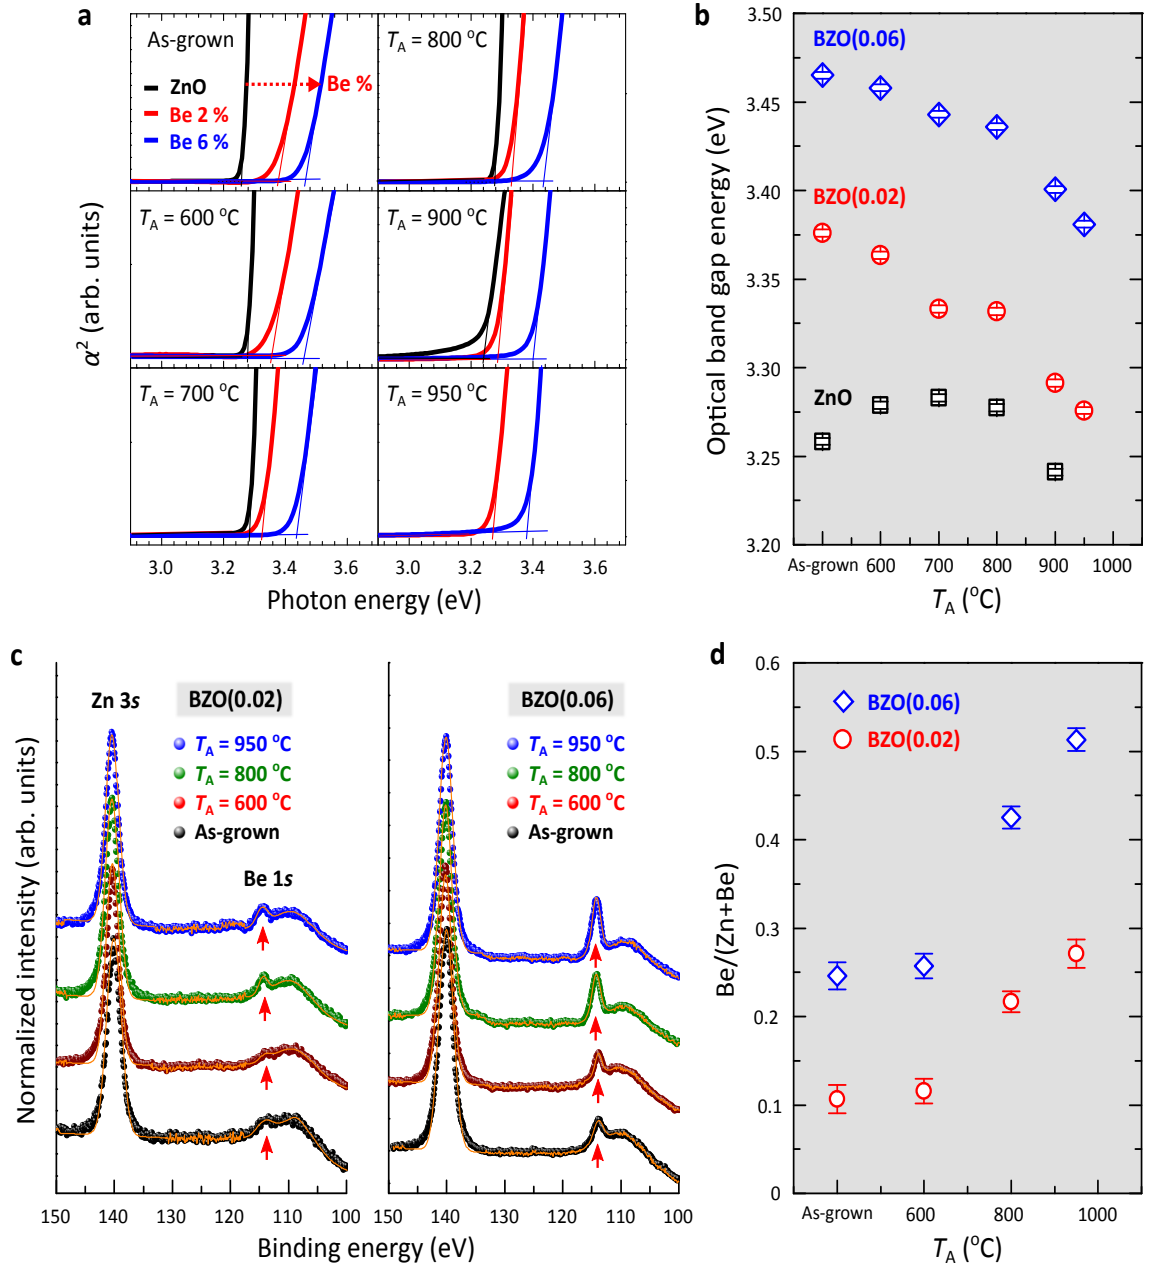 a
As-grown
ZnO
Be 2 %
Be 6 %
Be %
T_A = 800 °C
T_A = 600 °C
T_A = 900 °C
T_A = 700 °C
T_A = 950 °C
α² (arb. units)
3.0 3.2 3.4 3.6 3.0 3.2 3.4 3.6
Photon energy (eV)
b
3.50
3.45
3.40
3.35
3.30
3.25
3.20
Optical band gap energy (eV)
BZO(0.06)
BZO(0.02)
ZnO
As-grown 600 700 800 900 1000
T_A (°C)
c
Normalized intensity (arb. units)
Zn 3s
BZO(0.02)
T_A = 950 °C
T_A = 800 °C
T_A = 600 °C
As-grown
Be 1s
BZO(0.06)
T_A = 950 °C
T_A = 800 °C
T_A = 600 °C
As-grown
150 140 130 120 110 100 150 140 130 120 110 100
Binding energy (eV)
d
0.6
0.5
0.4
0.3
0.2
0.1
0
Be/(Zn+Be)
BZO(0.06)
BZO(0.02)
As-grown 600 800 1000
T_A (°C)